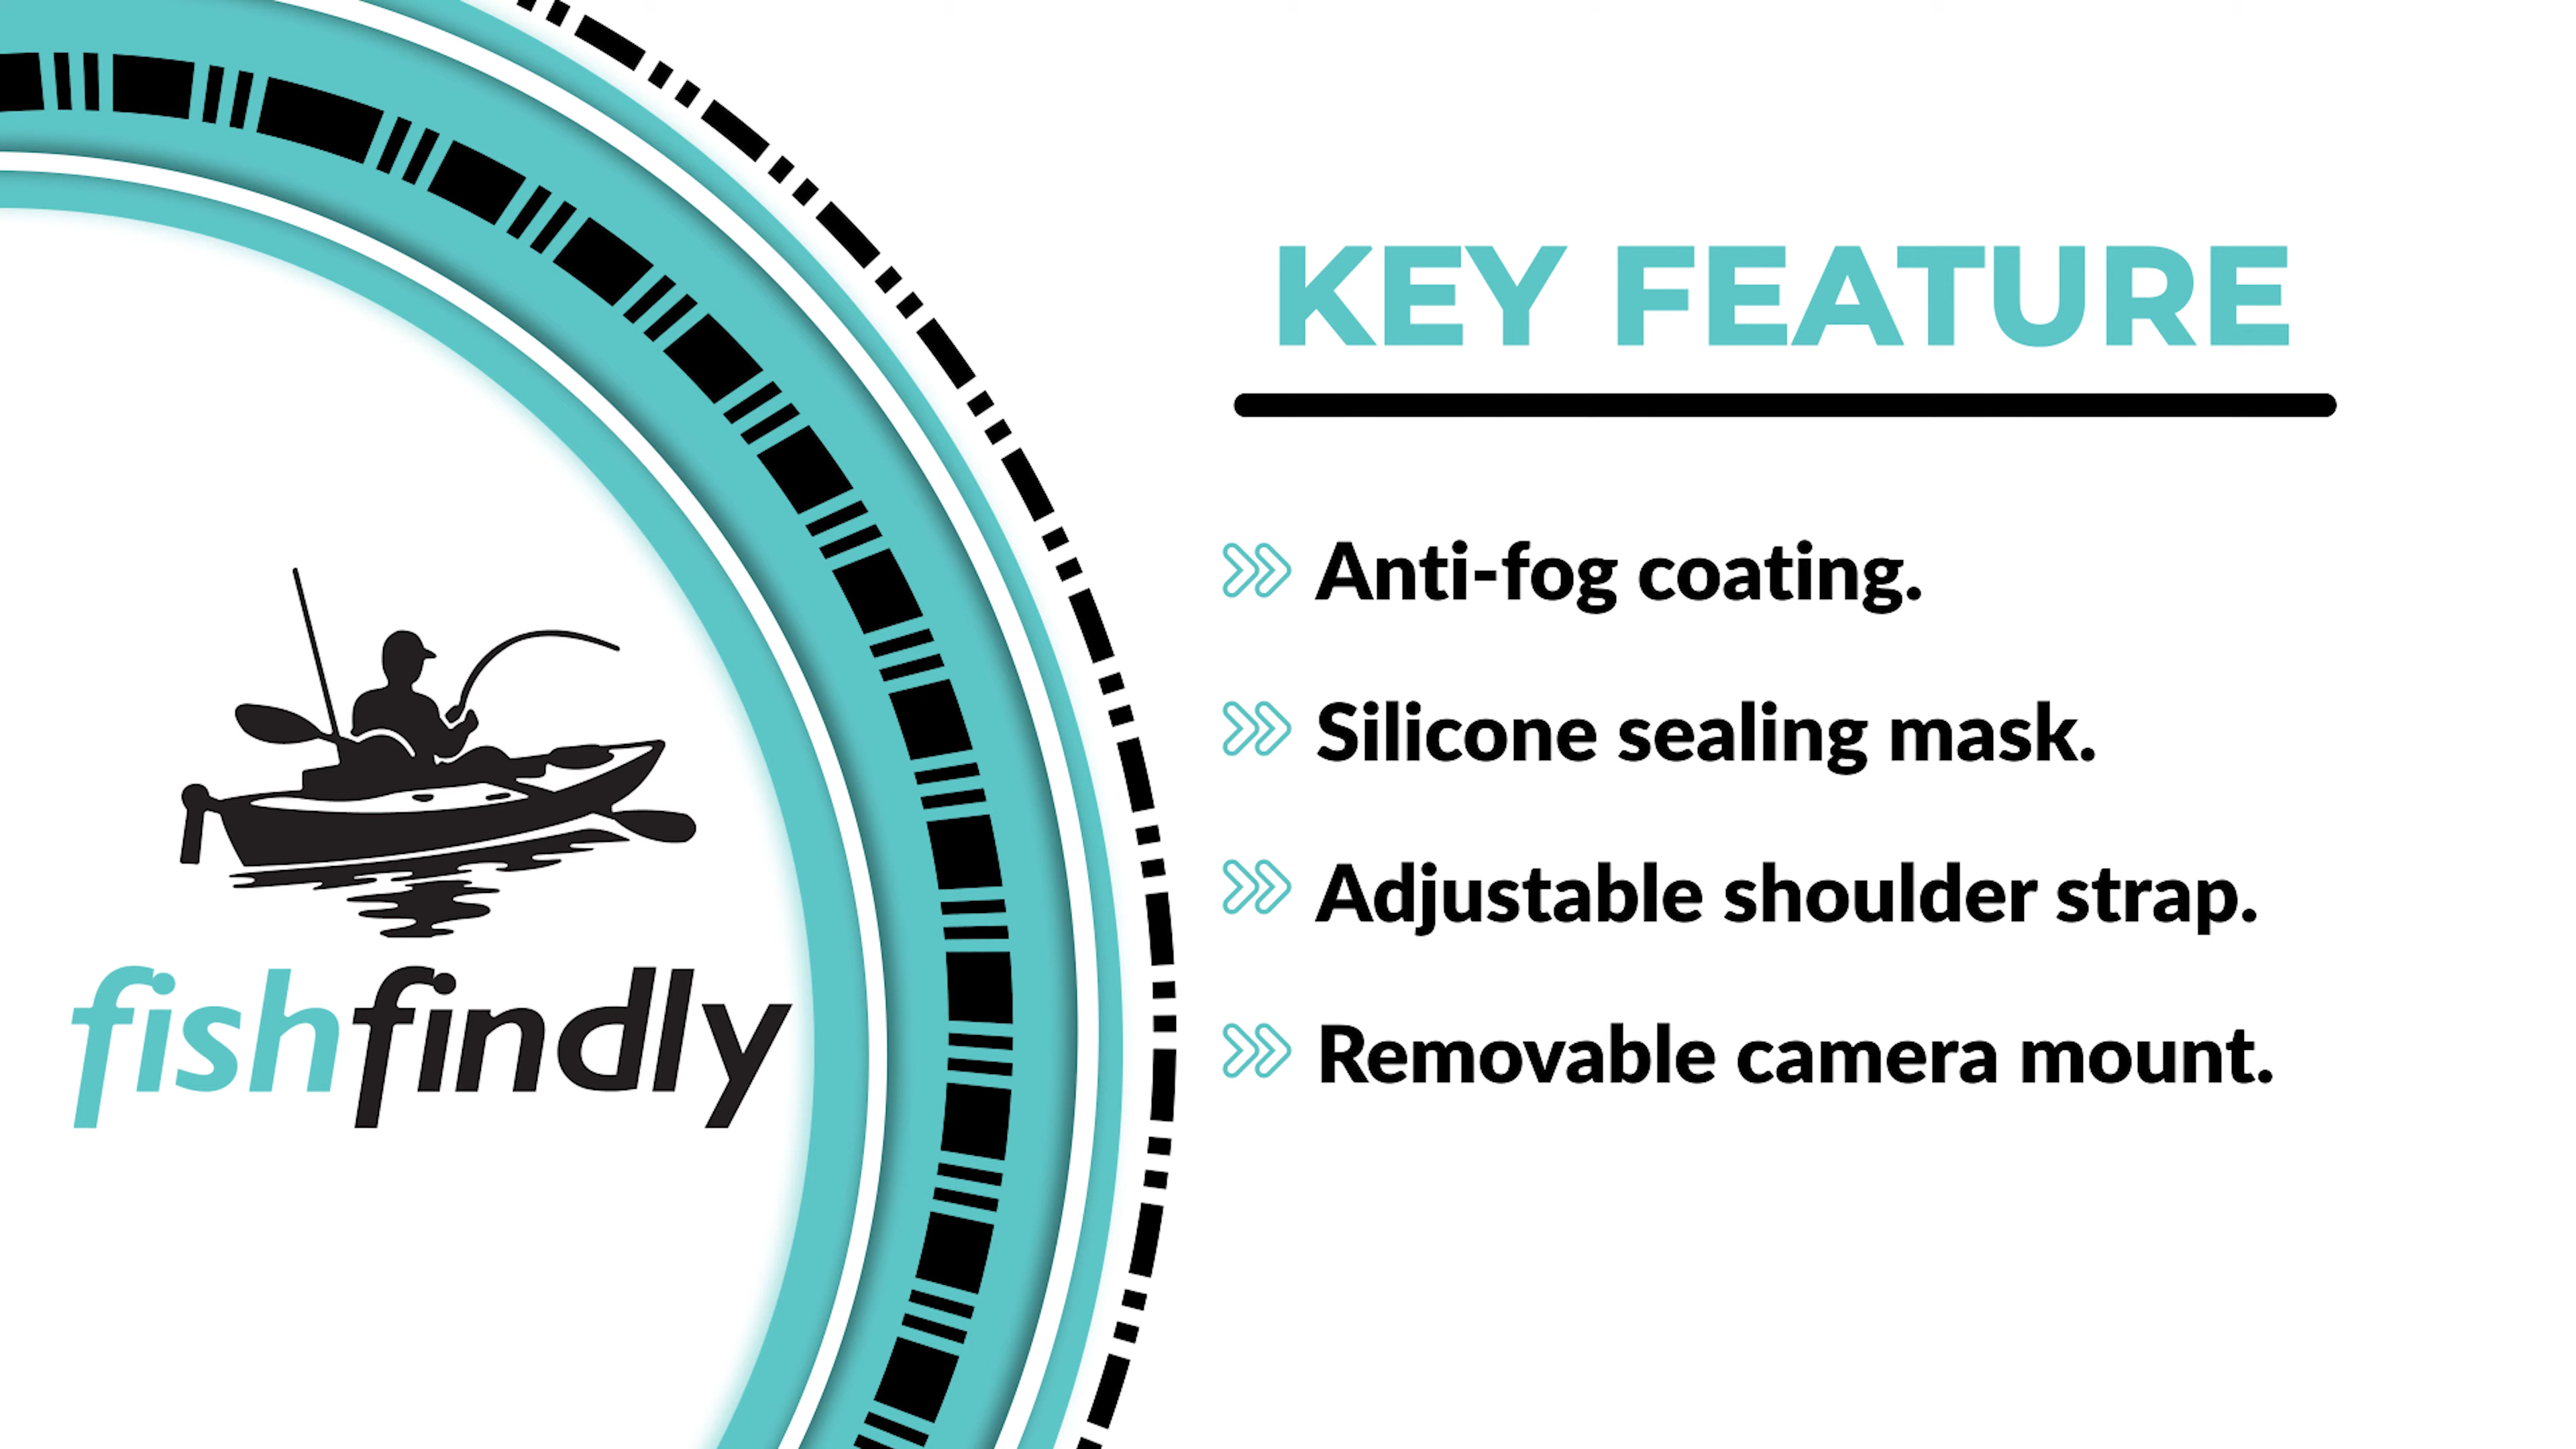 KEY FEATURE
Anti-fog coating.
Silicone sealing mask.
Adjustable shoulder strap.
Removable camera mount.
fishfindly